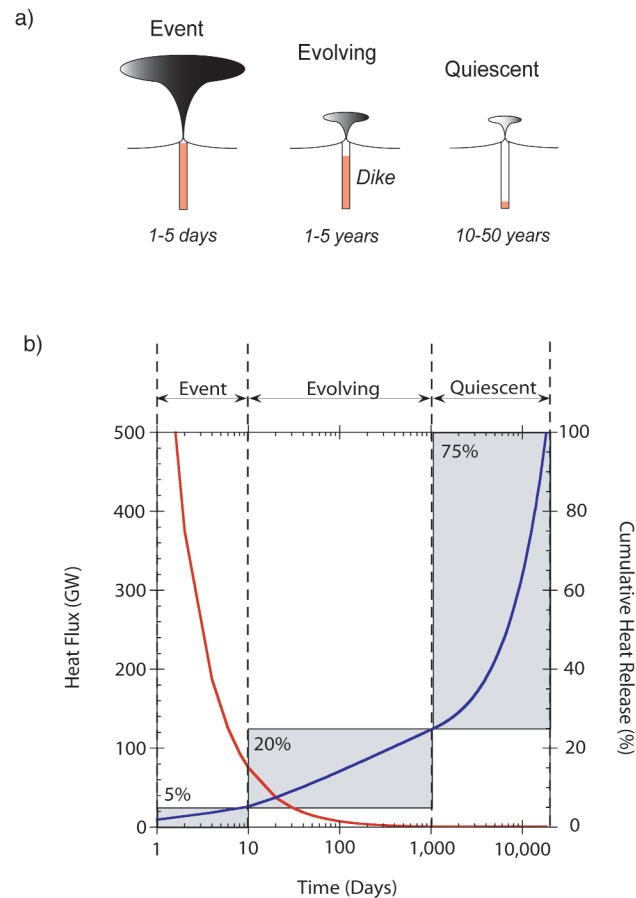 a)
Event
Evolving
Quiescent
Dike
1-5 days
1-5 years
10-50 years
b)
Event
Evolving
Quiescent
500
400
300
200
100
0
Heat Flux (GW)
5%
20%
75%
100
80
60
40
20
0
Cumulative Heat Release (%)
1
10
100
1,000
10,000
Time (Days)